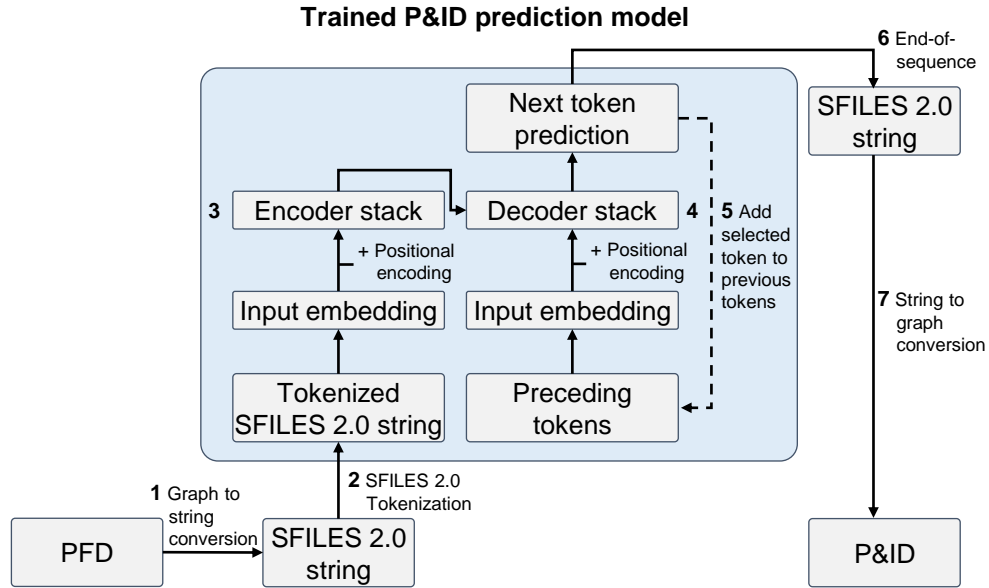 Trained P&ID prediction model
6 End-of-
sequence
Next token
prediction
SFILES 2.0
string
3
Encoder stack
Decoder stack
4
5 Add
selected
token to
previous
tokens
+ Positional
encoding
+ Positional
encoding
Input embedding
Input embedding
7 String to
graph
conversion
Tokenized
SFILES 2.0 string
Preceding
tokens
1 Graph to
string
conversion
2 SFILES 2.0
Tokenization
PFD
SFILES 2.0
string
P&ID